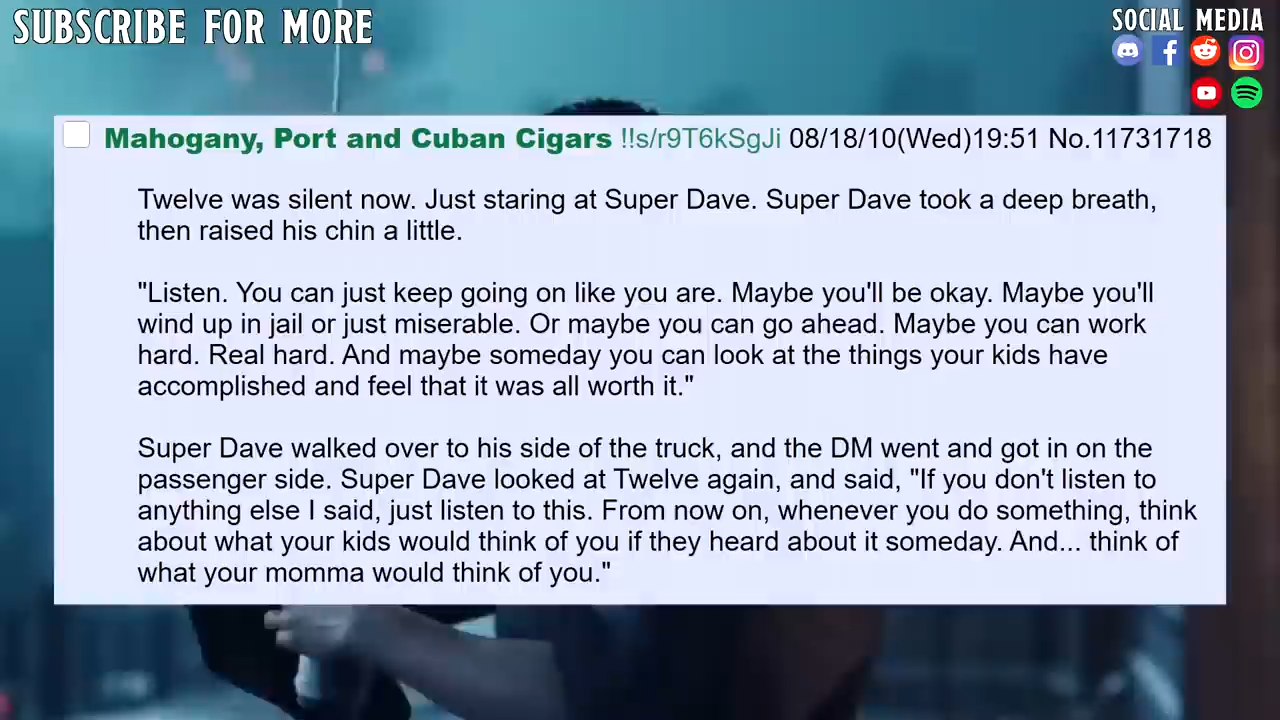 SUBSCRIBE FOR MORE
SOCIAL MEDIA
Mahogany, Port and Cuban Cigars !!s/r9T6kSgJi 08/18/10(Wed)19:51 No.11731718
Twelve was silent now. Just staring at Super Dave. Super Dave took a deep breath,
then raised his chin a little.
"Listen. You can just keep going on like you are. Maybe you'll be okay. Maybe you'll
wind up in jail or just miserable. Or maybe you can go ahead. Maybe you can work
hard. Real hard. And maybe someday you can look at the things your kids have
accomplished and feel that it was all worth it."
Super Dave walked over to his side of the truck, and the DM went and got in on the
passenger side. Super Dave looked at Twelve again, and said, "If you don't listen to
anything else I said, just listen to this. From now on, whenever you do something, think
about what your kids would think of you if they heard about it someday. And... think of
what your momma would think of you."